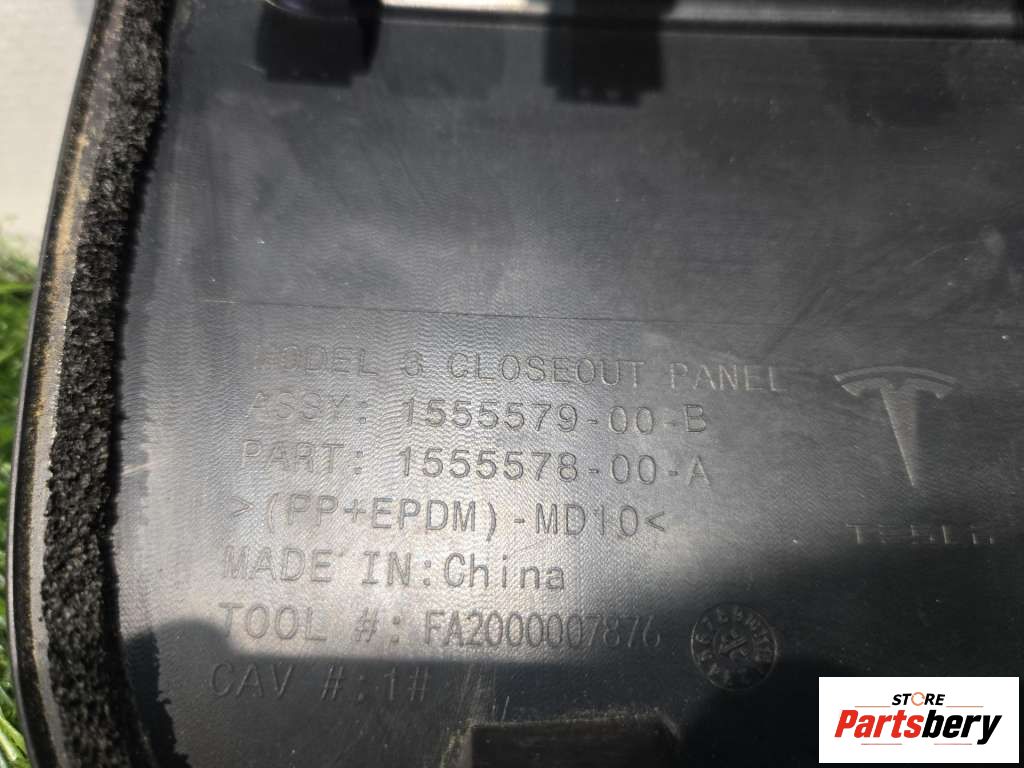 MODEL 3 CLOSEOUT PANEL
ASSY: 1555579-00-B
PART: 1555578-00-A
>(PP+EPDM)-MD10<
MADE IN:China
TOOL #: FA2000007876
CAV #:1#
TESLA
STORE
Partsbery